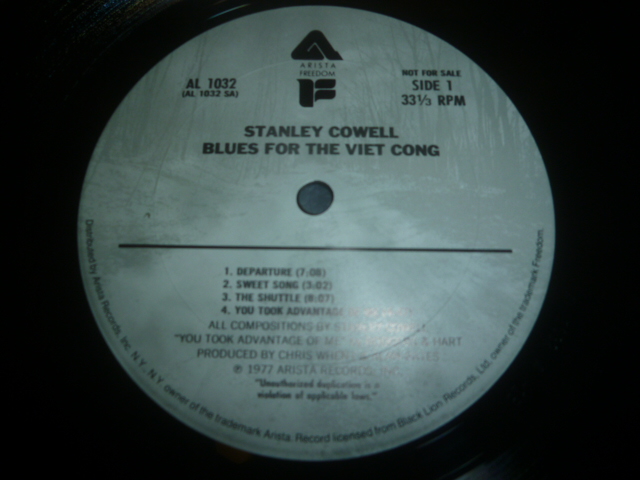 ARISTA
FREEDOM
AL 1032
(AL 1032 SA)
NOT FOR SALE
SIDE 1
33⅓ RPM
STANLEY COWELL
BLUES FOR THE VIET CONG
1. DEPARTURE (7:08)
2. SWEET SONG (3:02)
3. THE SHUTTLE (8:07)
4. YOU TOOK ADVANTAGE
ALL COMPOSITIONS BY
"YOU TOOK ADVANTAGE OF ME" & HART
PRODUCED BY CHRIS
℗ 1977 ARISTA RECORDS, INC.
"Unauthorized duplication is a
violation of applicable laws."
Distributed by Arista Records, Inc. N.Y., N.Y. owner of the trademark Arista. Record licensed from Black Lion Records, Ltd. owner of the trademark Freedom.